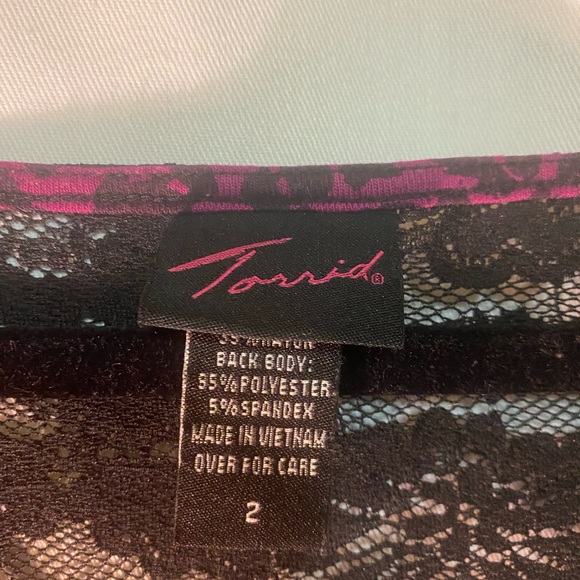 Torrid®
BACK BODY:
95%POLYESTER
5%SPANDEX
MADE IN VIETNAM
OVER FOR CARE
2